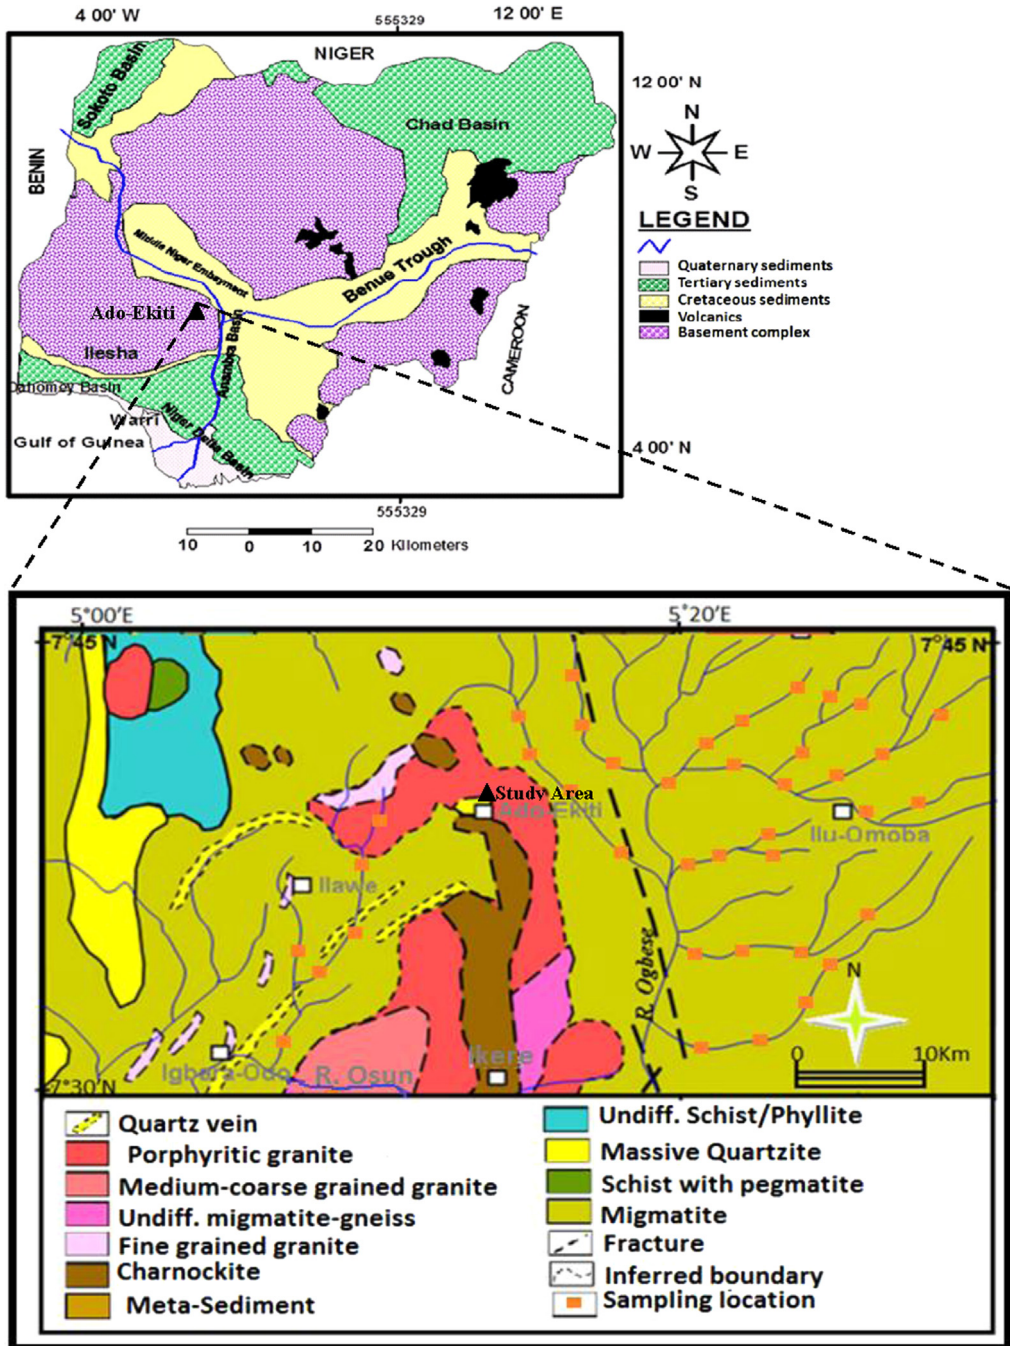 4 00' W
555329
12 00' E
NIGER
12 00' N
Sokoto Basin
Chad Basin
N
W
E
S
BENIN
LEGEND
Middle Niger Embayment
Benue Trough
Quaternary sediments
Tertiary sediments
Cretaceous sediments
Volcanics
Basement complex
Ado-Ekiti
Anambra Basin
Ilesha
CAMEROON
Dahomey Basin
Warri
Niger Delta Basin
Gulf of Guinea
4 00' N
555329
10 0 10 20 Kilometers
5°00'E
5°20'E
7°45 N
7°45 N
Study Area
Ado-Ekiti
Ilu-Omoba
Ilawe
R. Ogbese
N
0 10Km
Igbara-Odo
R. Osun
Ikere
7°30 N
Quartz vein
Porphyritic granite
Medium-coarse grained granite
Undiff. migmatite-gneiss
Fine grained granite
Charnockite
Meta-Sediment
Undiff. Schist/Phyllite
Massive Quartzite
Schist with pegmatite
Migmatite
Fracture
Inferred boundary
Sampling location